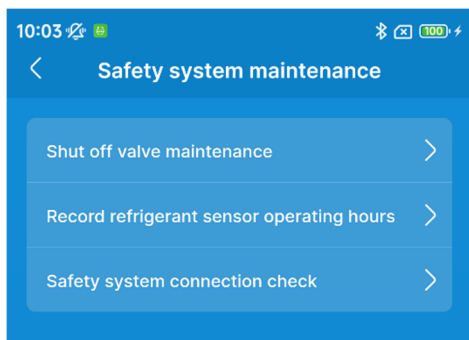 10:03
100
Safety system maintenance
Shut off valve maintenance
Record refrigerant sensor operating hours
Safety system connection check